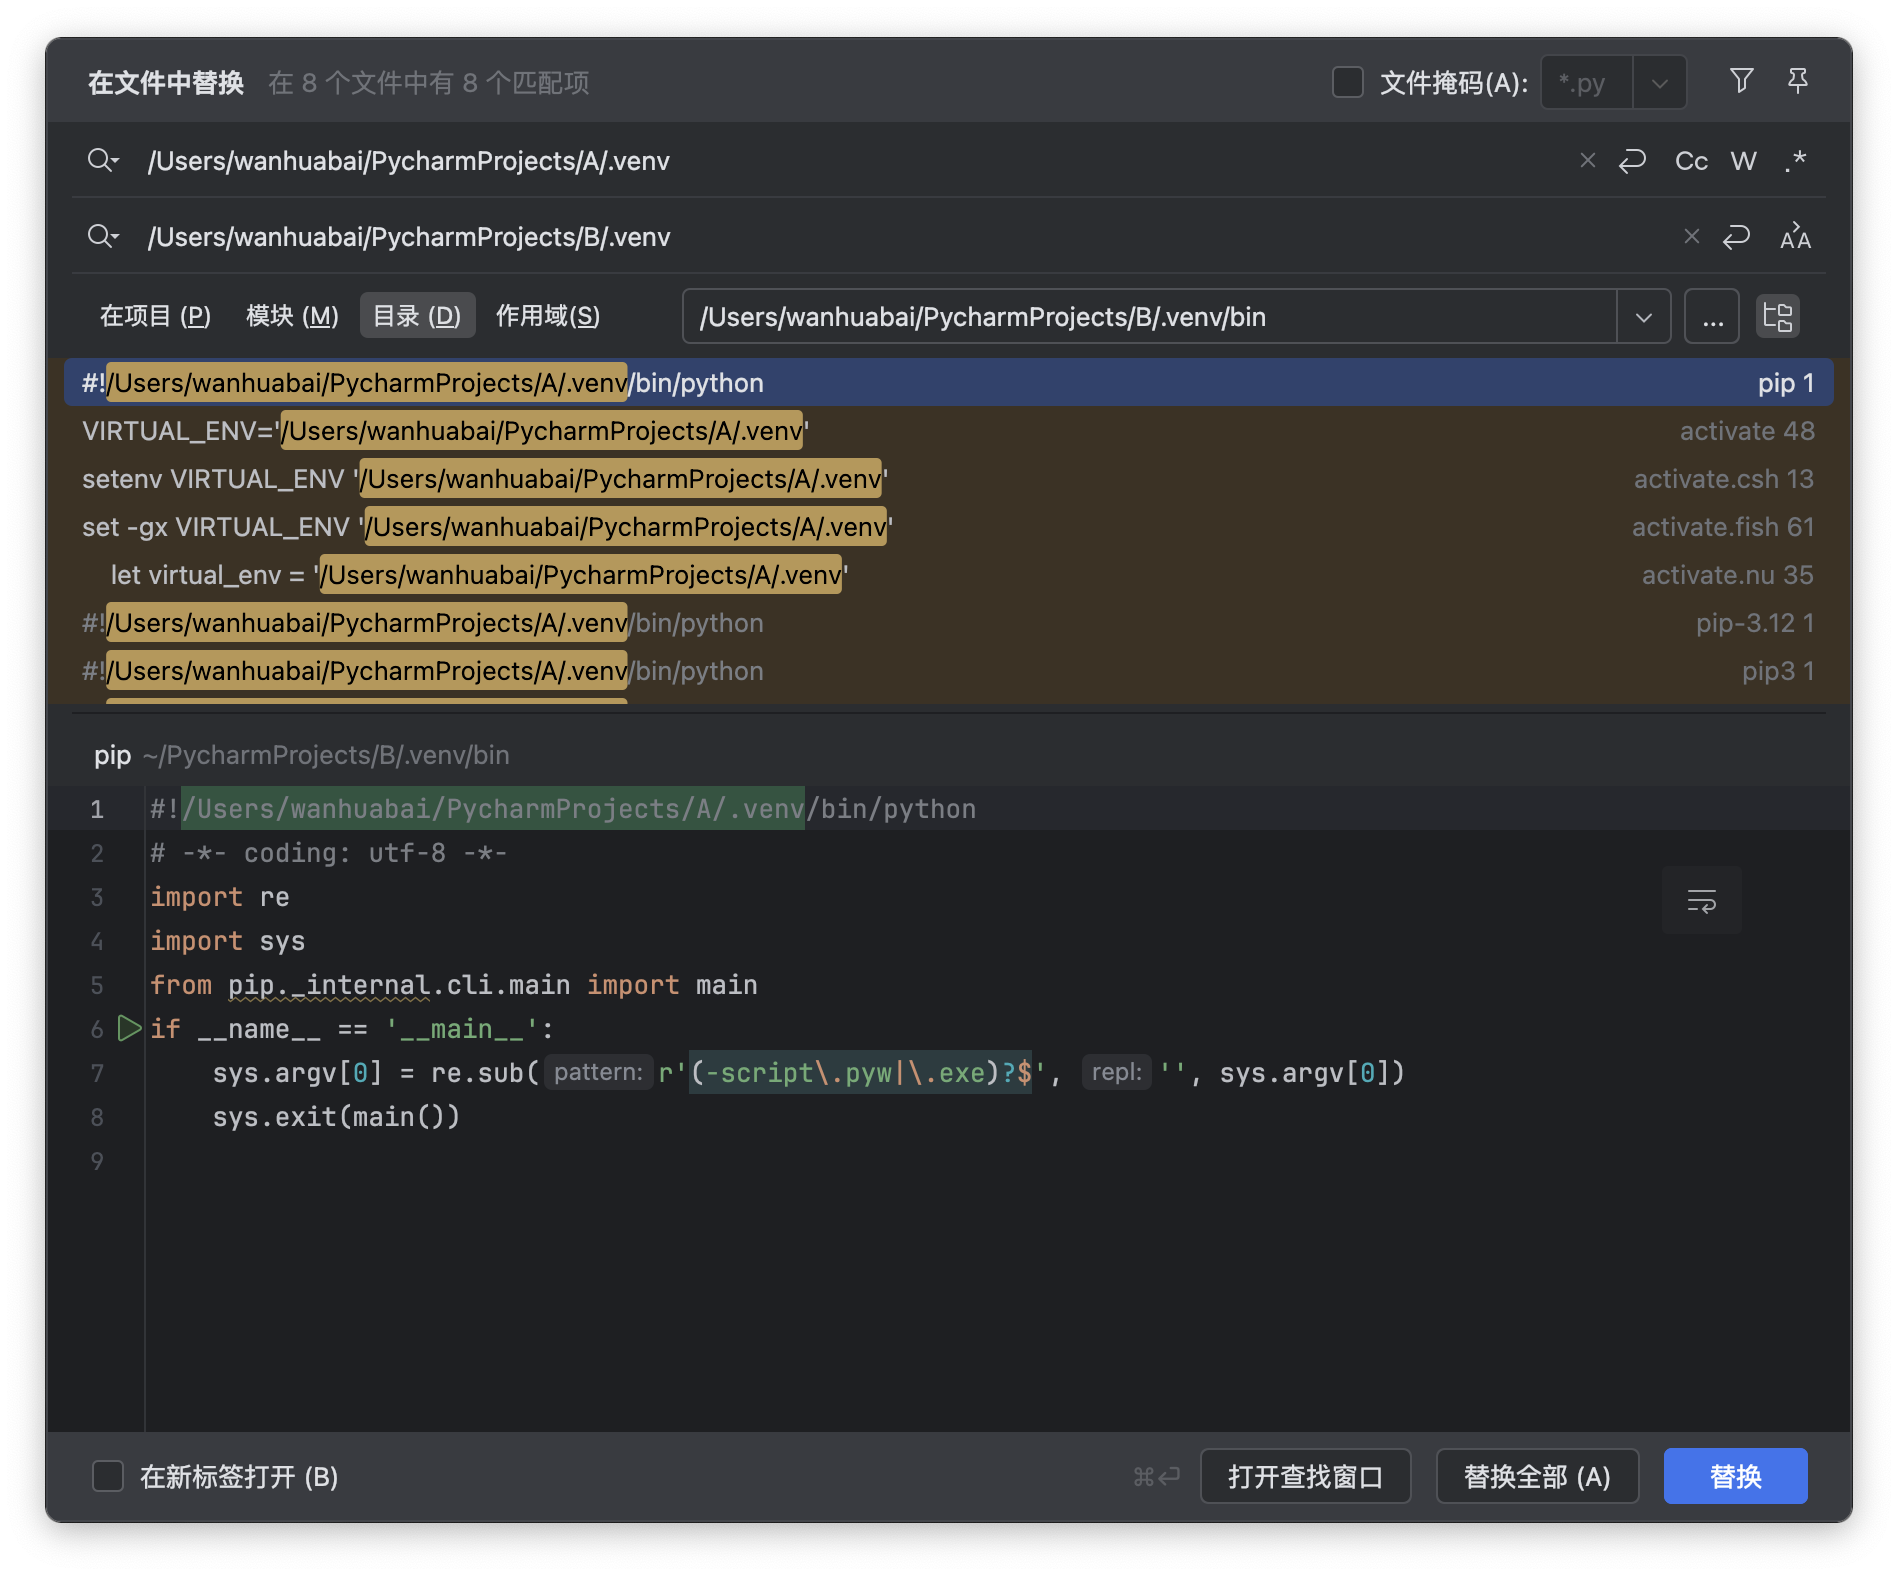 在文件中替换 在 8 个文件中有 8 个匹配项 文件掩码(A): *.py
/Users/wanhuabai/PycharmProjects/A/.venv Cc W .*
/Users/wanhuabai/PycharmProjects/B/.venv AA
在项目 (P) 模块 (M) 目录 (D) 作用域(S) /Users/wanhuabai/PycharmProjects/B/.venv/bin ...
#!/Users/wanhuabai/PycharmProjects/A/.venv/bin/python pip 1
VIRTUAL_ENV='/Users/wanhuabai/PycharmProjects/A/.venv' activate 48
setenv VIRTUAL_ENV '/Users/wanhuabai/PycharmProjects/A/.venv' activate.csh 13
set -gx VIRTUAL_ENV '/Users/wanhuabai/PycharmProjects/A/.venv' activate.fish 61
let virtual_env = '/Users/wanhuabai/PycharmProjects/A/.venv' activate.nu 35
#!/Users/wanhuabai/PycharmProjects/A/.venv/bin/python pip-3.12 1
#!/Users/wanhuabai/PycharmProjects/A/.venv/bin/python pip3 1
pip ~/PycharmProjects/B/.venv/bin
1 #!/Users/wanhuabai/PycharmProjects/A/.venv/bin/python
2 # -*- coding: utf-8 -*-
3 import re
4 import sys
5 from pip._internal.cli.main import main
6 if __name__ == '__main__':
7 sys.argv[0] = re.sub( pattern: r'(-script\.pyw|\.exe)?$', repl: '', sys.argv[0])
8 sys.exit(main())
9
在新标签打开 (B) ⌘⏎ 打开查找窗口 替换全部 (A) 替换